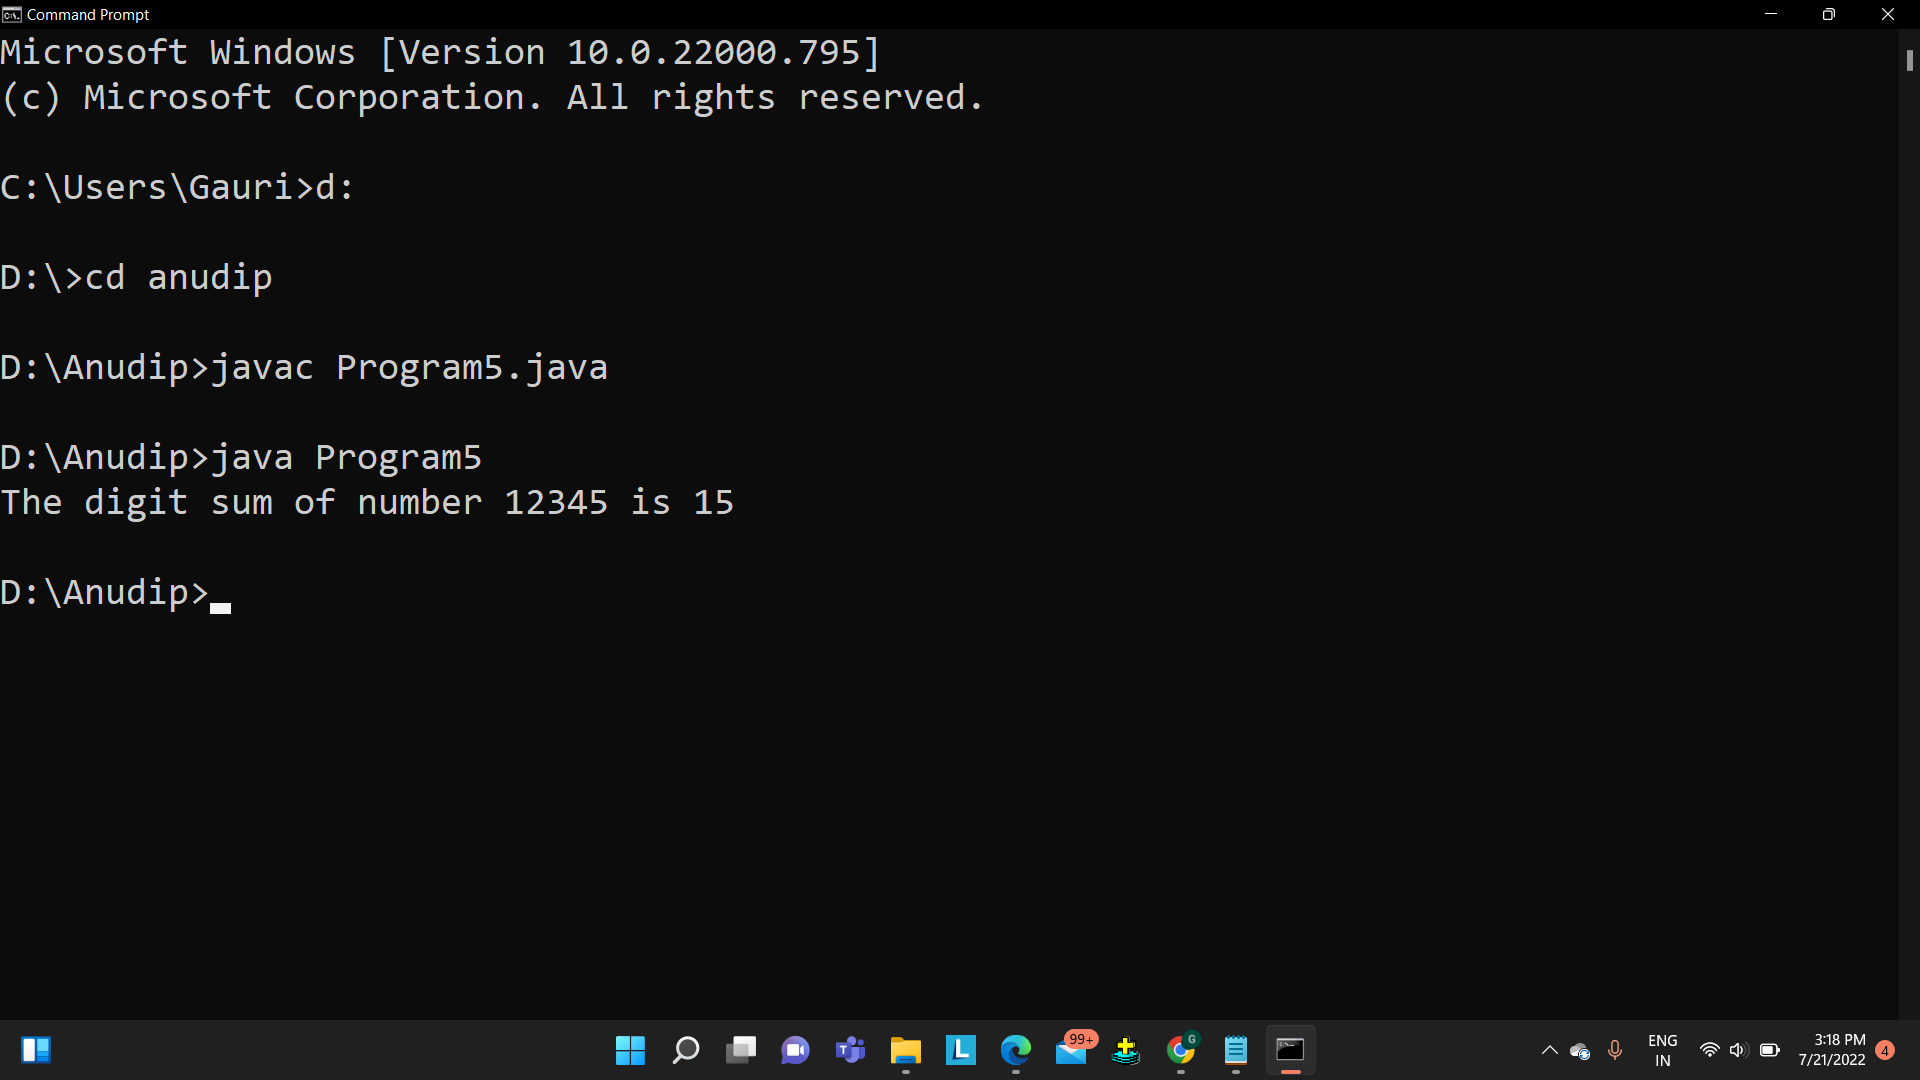 Command Prompt
Microsoft Windows [Version 10.0.22000.795]
(c) Microsoft Corporation. All rights reserved.
C:\Users\Gauri>d:
D:\>cd anudip
D:\Anudip>javac Program5.java
D:\Anudip>java Program5
The digit sum of number 12345 is 15
D:\Anudip>
L
99+
G
ENG
IN
3:18 PM
7/21/2022
4